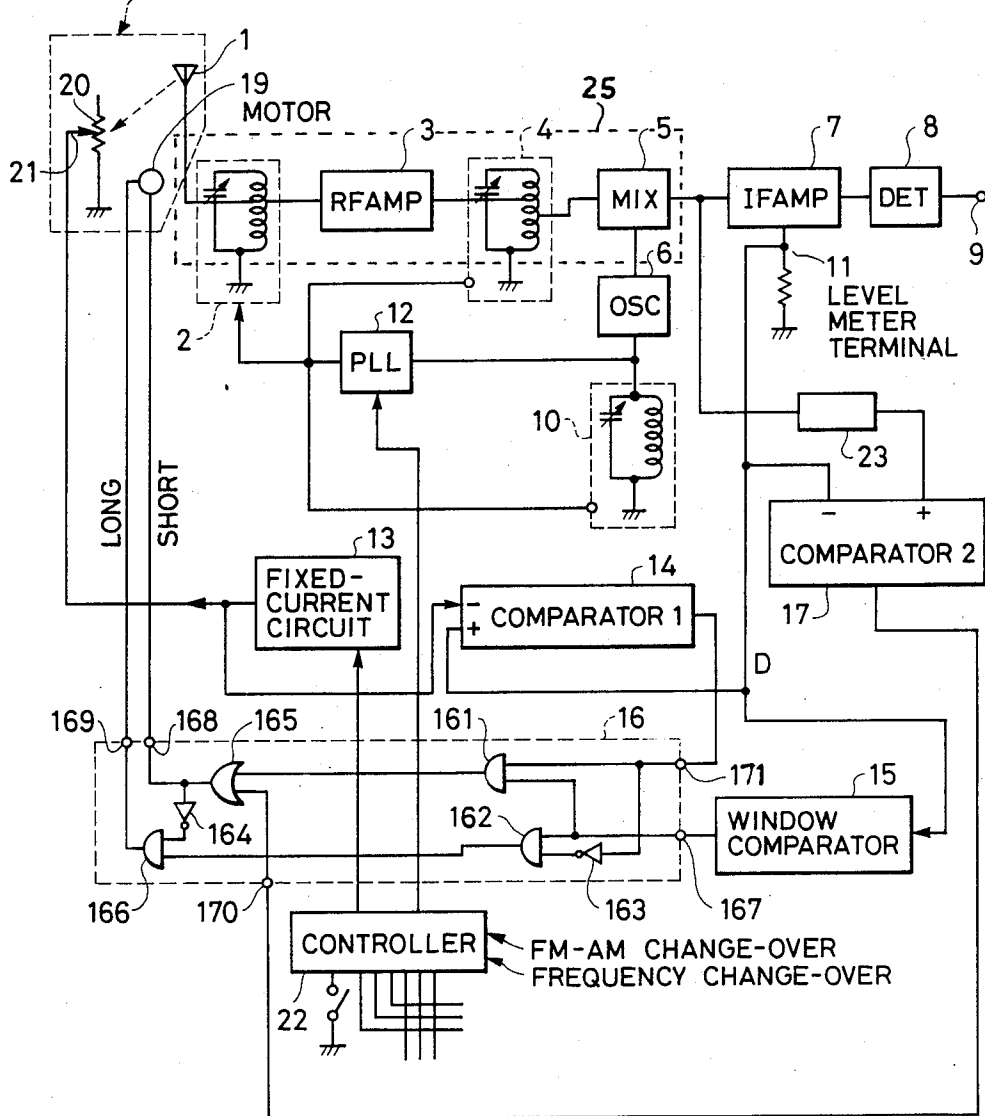 1
20
19
MOTOR
25
3
4
5
7
8
21
RFAMP
MIX
IFAMP
DET
6
9
OSC
11
LEVEL
METER
TERMINAL
2
12
PLL
10
23
LONG
SHORT
- +
COMPARATOR 2
17
13
FIXED-
CURRENT
CIRCUIT
14
-
+
COMPARATOR 1
D
169
168
165
161
16
171
15
WINDOW
COMPARATOR
164
162
166
170
163
167
CONTROLLER
FM-AM CHANGE-OVER
FREQUENCY CHANGE-OVER
22